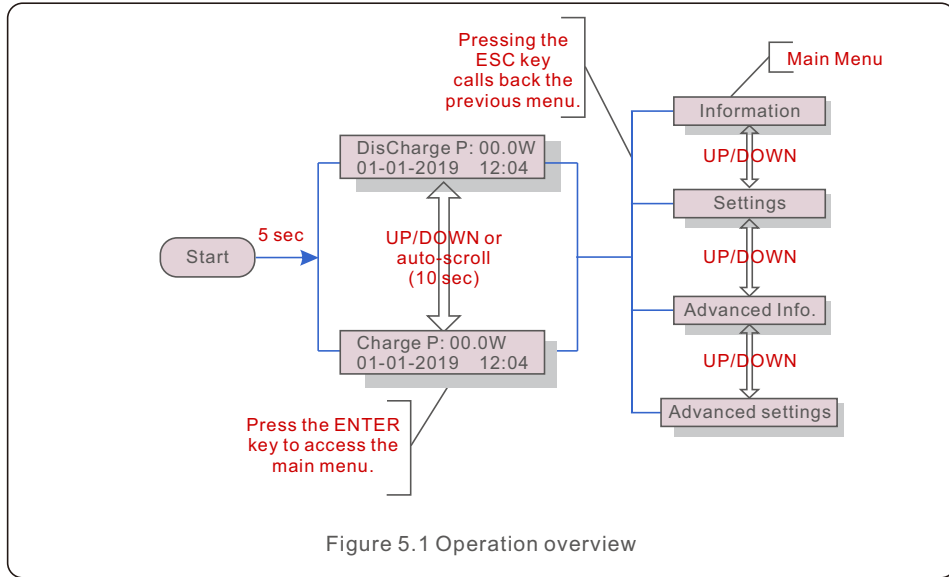 Pressing the
ESC key
calls back the
previous menu.
Main Menu
Information
UP/DOWN
Settings
UP/DOWN
Advanced Info.
UP/DOWN
Advanced settings
DisCharge P: 00.0W
01-01-2019 12:04
5 sec
Start
UP/DOWN or
auto-scroll
(10 sec)
Charge P: 00.0W
01-01-2019 12:04
Press the ENTER
key to access the
main menu.
Figure 5.1 Operation overview